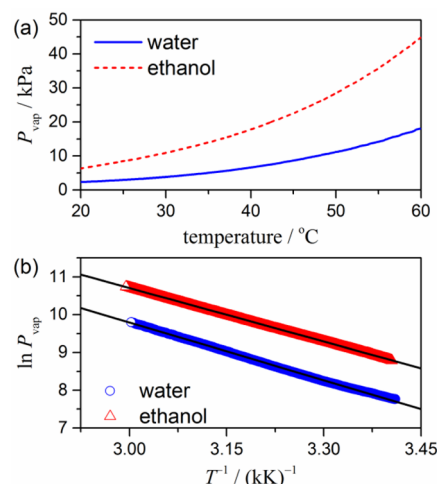 (a)
50
40
30
20
10
0
P_vap / kPa
water
ethanol
20 30 40 50 60
temperature / °C
(b)
11
10
9
8
7
ln P_vap
water
ethanol
3.00 3.15 3.30 3.45
T⁻¹ / (kK)⁻¹